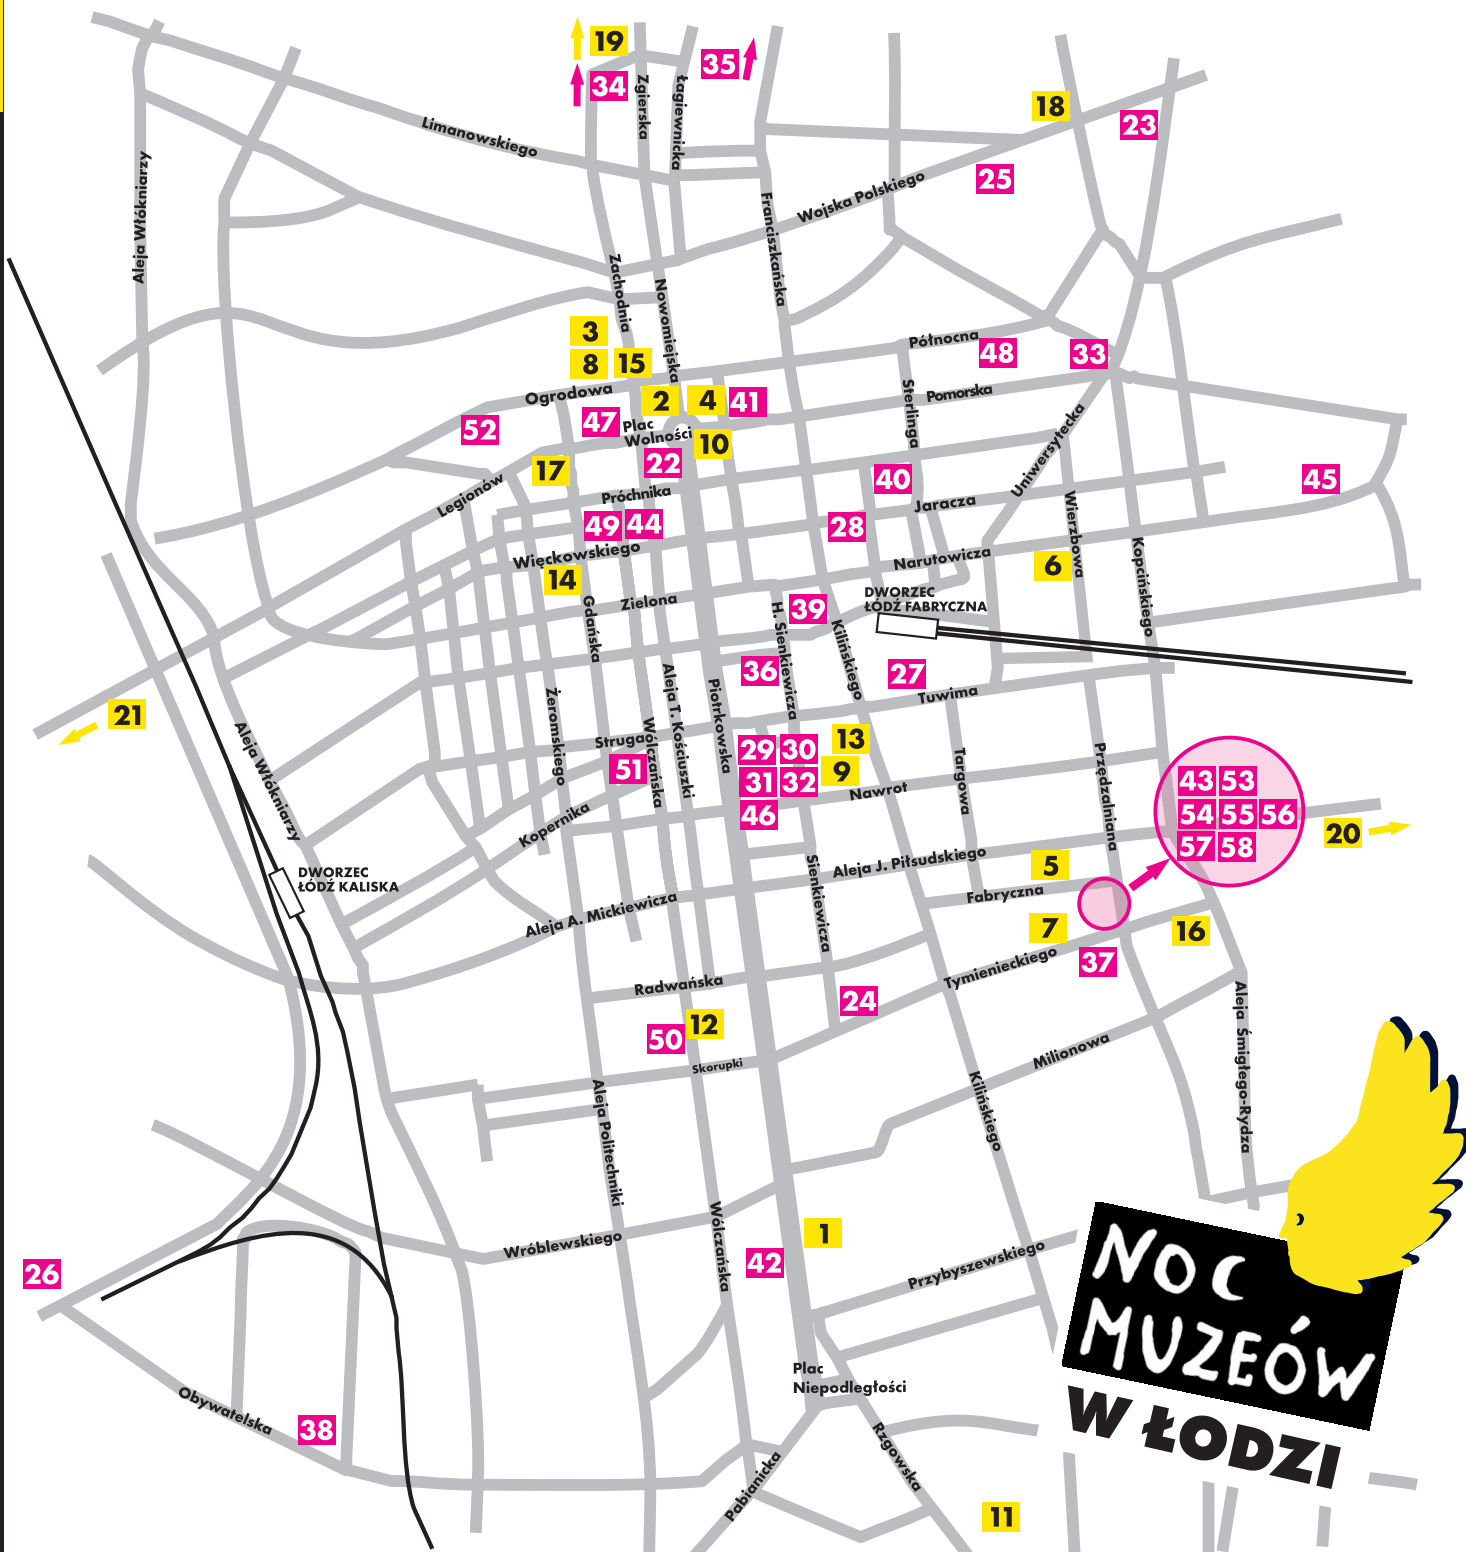 19
34
35
Zgierska
Łagiewnicka
18
23
Limanowskiego
Aleja Włókniarzy
25
Wojska Polskiego
Franciszkańska
Zachodnia
Nowomiejska
3
8
15
Północna
48
33
Ogrodowa
2
4
41
Sterlinga
Pomorska
52
47
Plac
Wolności
10
Uniwersytecka
17
22
40
45
Legionów
Próchnika
Jaracza
49
44
28
Wierzbowa
Więckowskiego
Narutowicza
6
Kopcińskiego
14
DWORZEC
ŁÓDŹ FABRYCZNA
Gdańska
Zielona
39
H. Sienkiewicza
Kilińskiego
36
27
Aleja T. Kościuszki
Piotrkowska
Tuwima
21
Żeromskiego
Wólczańska
Aleja Włókniarzy
Struga
51
29
30
13
31
32
9
46
Nawrot
Targowa
Przędzalniana
43
53
54
55
56
57
58
20
Kopernika
Sienkiewicza
Aleja J. Piłsudskiego
5
DWORZEC
ŁÓDŹ KALISKA
Fabryczna
Aleja A. Mickiewicza
7
16
37
Radwańska
Tymienieckiego
24
Aleja Śmigłego-Rydza
50
12
Skorupki
Milionowa
Aleja Politechniki
Kilińskiego
Wólczańska
1
Wróblewskiego
42
26
Przybyszewskiego
NOC
MUZEÓW
W ŁODZI
Plac
Niepodległości
Obywatelska
38
Rzgowska
Pabianicka
11